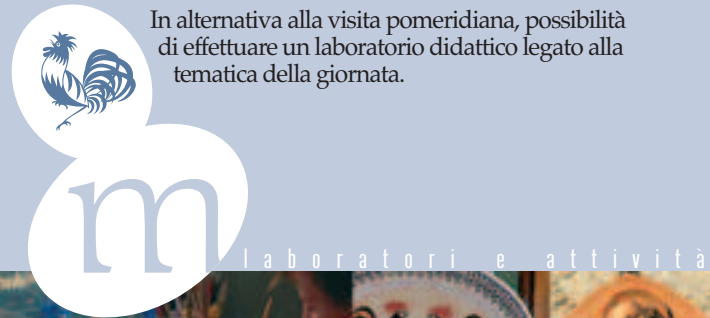 In alternativa alla visita pomeridiana, possibilità
di effettuare un laboratorio didattico legato alla
tematica della giornata.
m
laboratori e attività